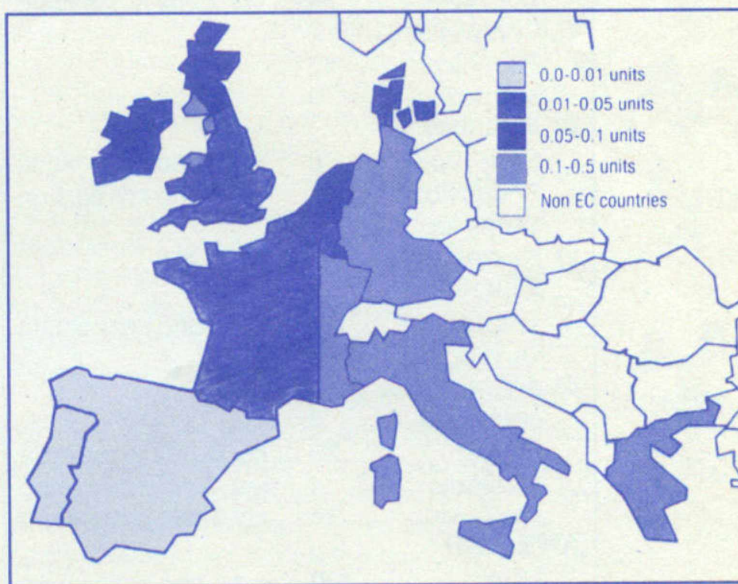 0.0-0.01 units
0.01-0.05 units
0.05-0.1 units
0.1-0.5 units
Non EC countries